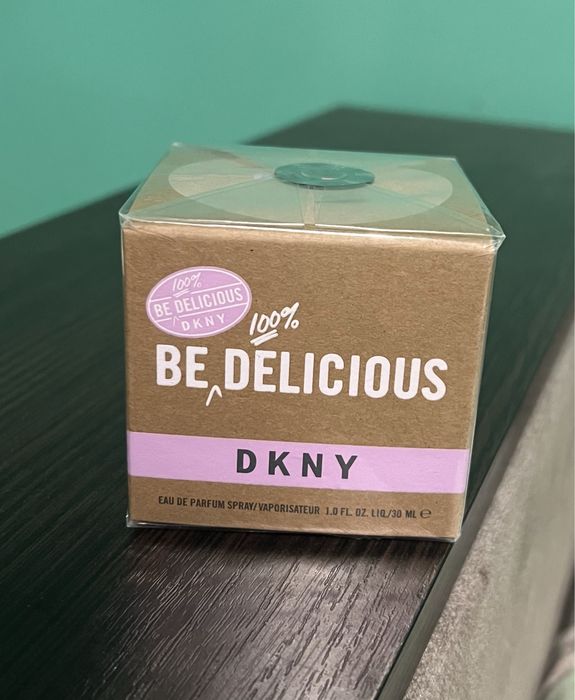 100%
BE DELICIOUS
DKNY
100%
BE DELICIOUS
DKNY
EAU DE PARFUM SPRAY/VAPORISATEUR 1.0 FL. OZ. LIQ./30 ML ℮